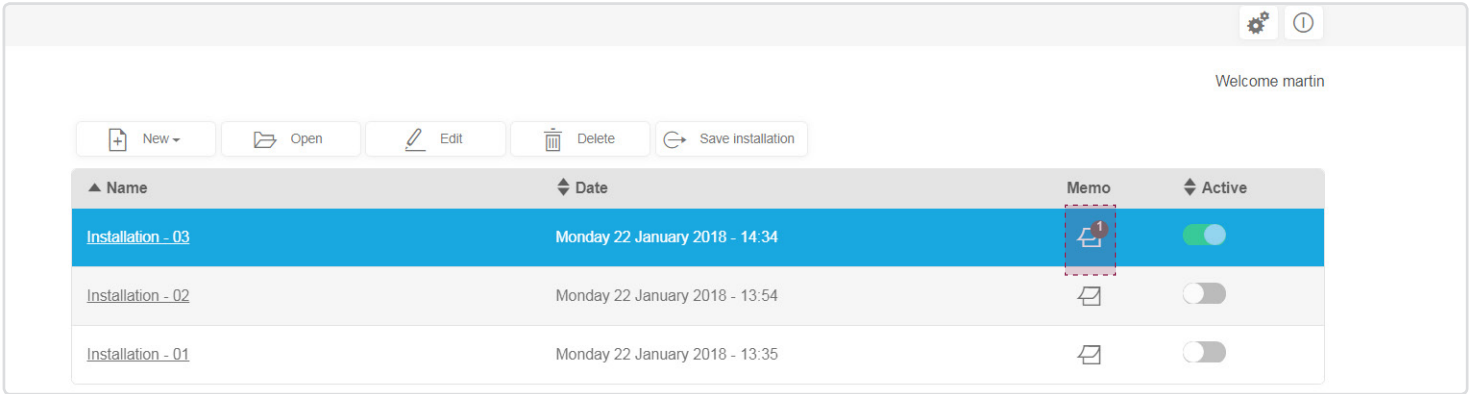 Welcome martin
New Open Edit Delete Save installation
Name Date Memo Active
Installation - 03 Monday 22 January 2018 - 14:34 1
Installation - 02 Monday 22 January 2018 - 13:54
Installation - 01 Monday 22 January 2018 - 13:35